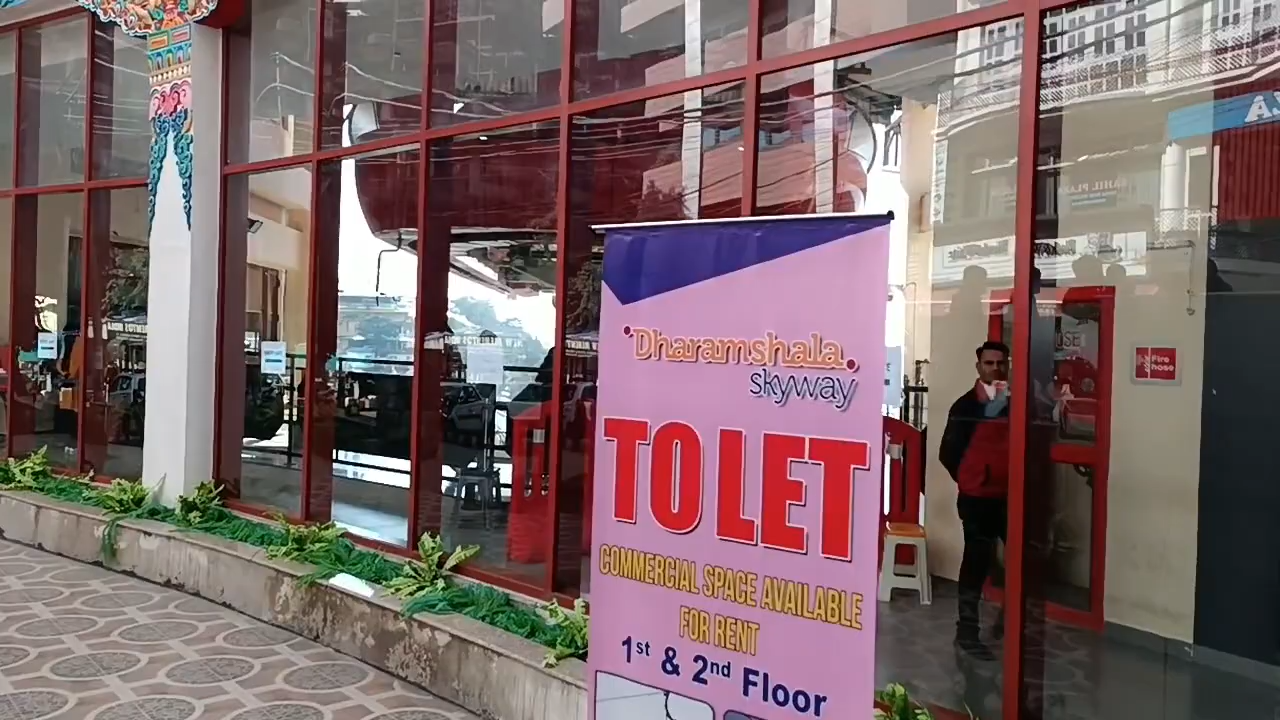 Dharamshala
skyway
TO LET
COMMERCIAL SPACE AVAILABLE
FOR RENT
1st & 2nd Floor
Fire
hose